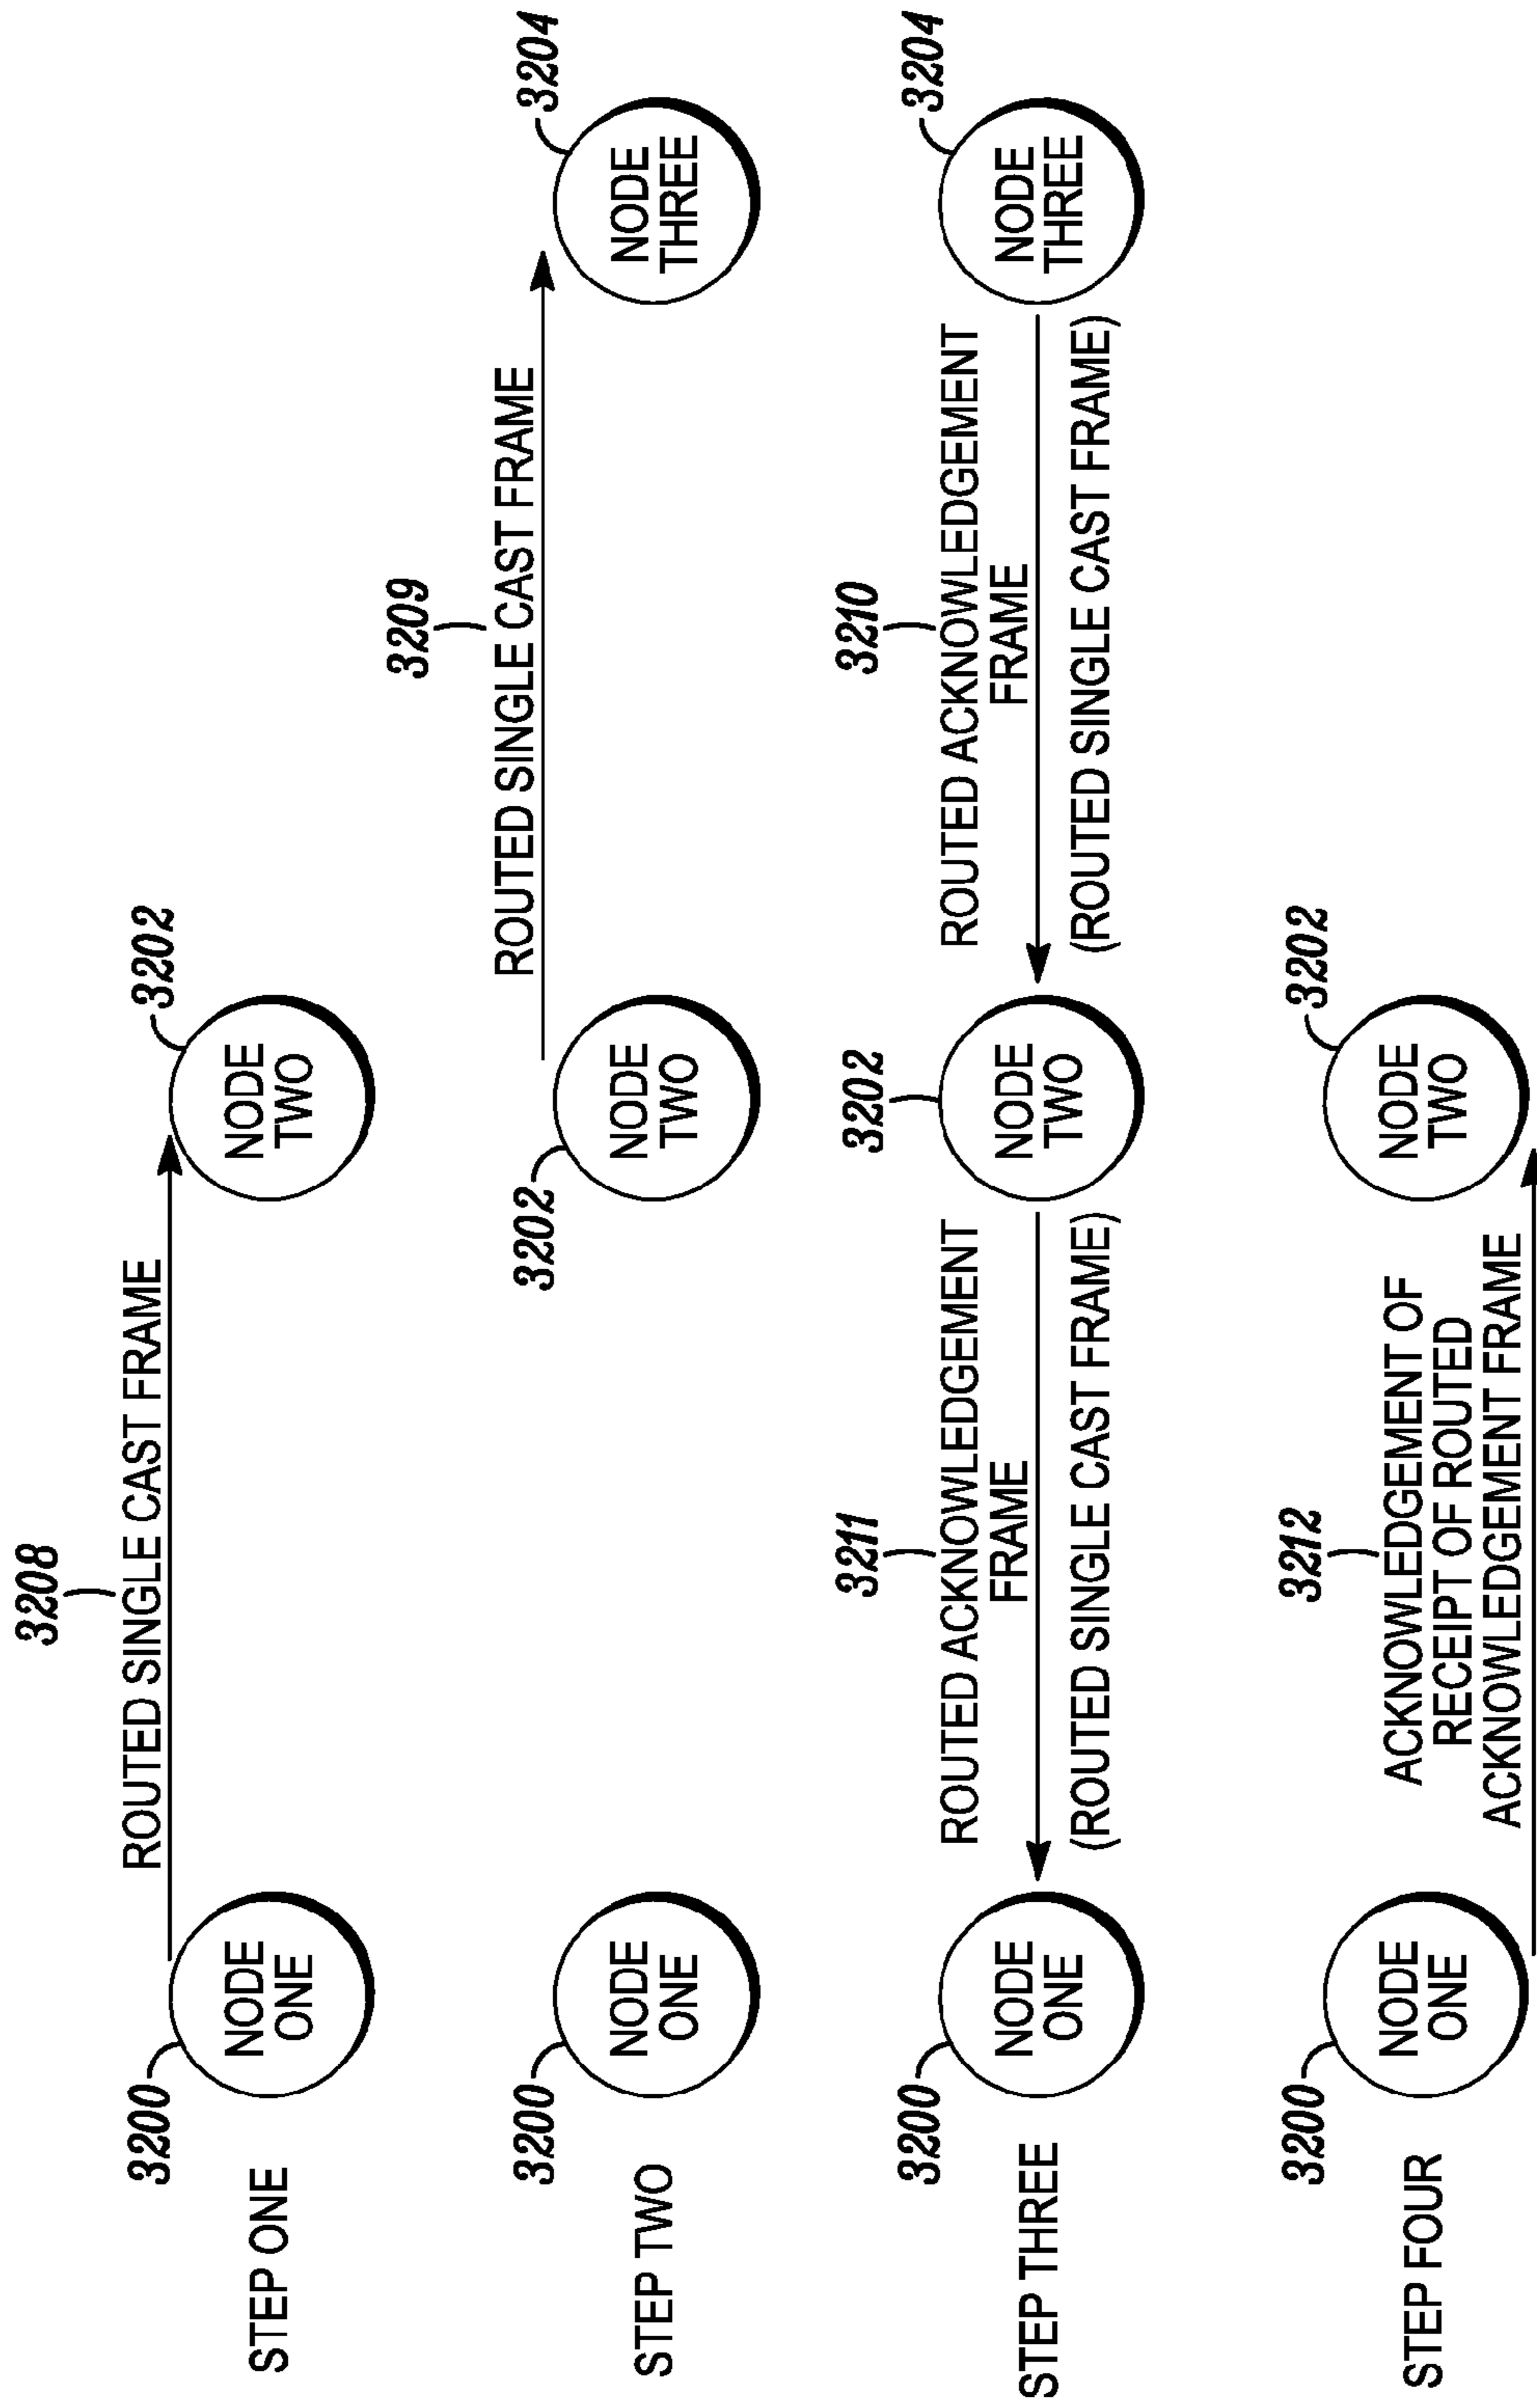 3208
ROUTED SINGLE CAST FRAME
3200
3202
STEP ONE
NODE
ONE
NODE
TWO
3209
ROUTED SINGLE CAST FRAME
3200
3202
3204
STEP TWO
NODE
ONE
NODE
TWO
NODE
THREE
3200
3211
3202
3210
3204
STEP THREE
NODE
ONE
ROUTED ACKNOWLEDGEMENT
FRAME
(ROUTED SINGLE CAST FRAME)
NODE
TWO
ROUTED ACKNOWLEDGEMENT
FRAME
(ROUTED SINGLE CAST FRAME)
NODE
THREE
3200
3212
3202
STEP FOUR
NODE
ONE
ACKNOWLEDGEMENT OF
RECEIPT OF ROUTED
ACKNOWLEDGEMENT FRAME
NODE
TWO